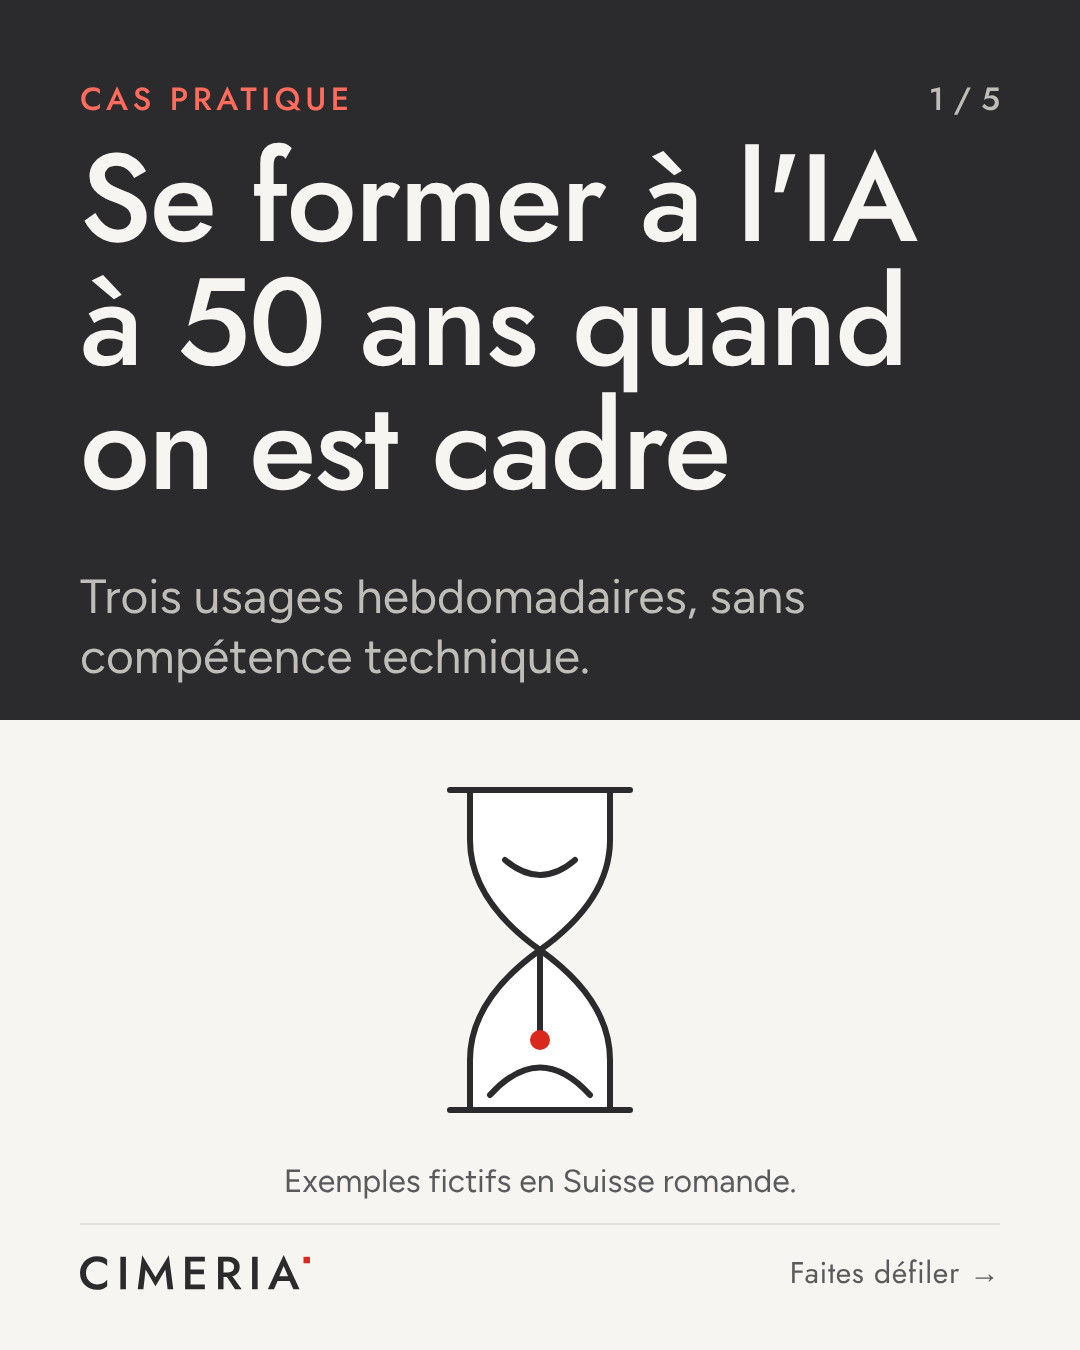 CAS PRATIQUE
1 / 5
Se former à l'IA
à 50 ans quand
on est cadre
Trois usages hebdomadaires, sans
compétence technique.
Exemples fictifs en Suisse romande.
CIMERIA
Faites défiler →